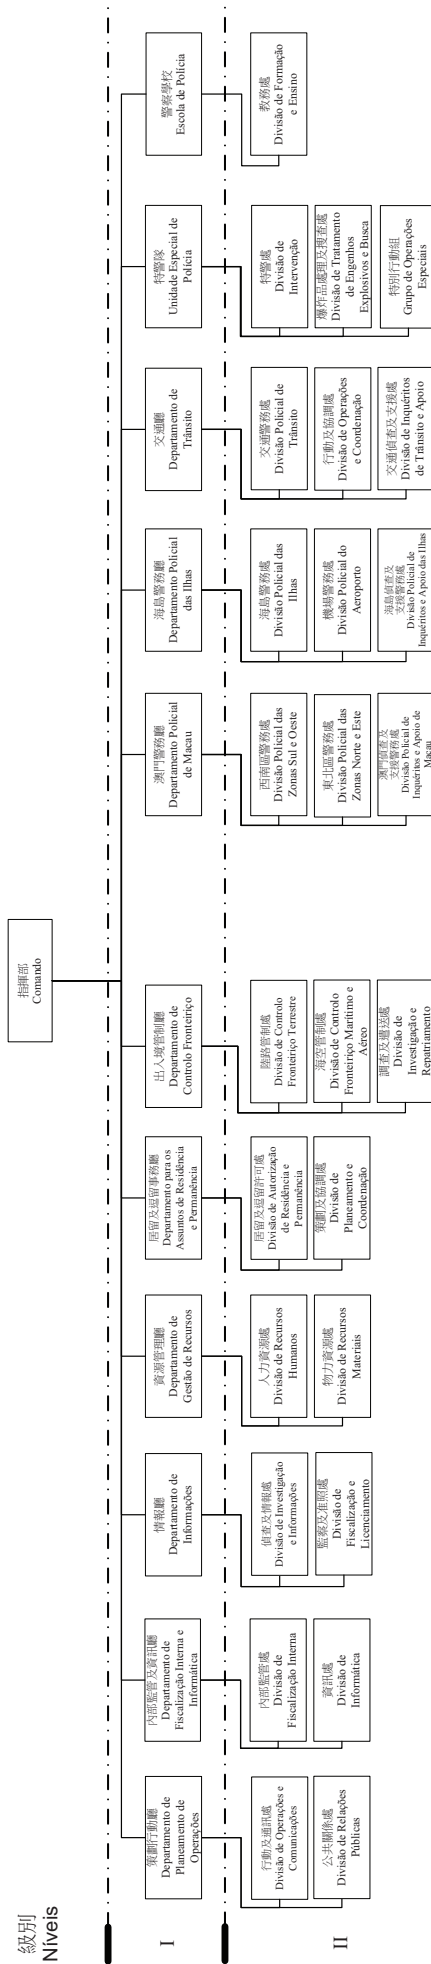 級別
Níveis
指揮部
Comando
I
策劃行動廳
Departamento de
Planeamento de
Operações
內部監管及資訊廳
Departamento de
Fiscalização Interna e
Informática
情報廳
Departamento de
Informações
資源管理廳
Departamento de
Gestão de Recursos
居留及逗留事務廳
Departamento para os
Assuntos de Residência
e Permanência
出入境管制廳
Departamento de
Controlo Fronteiriço
澳門警務廳
Departamento Policial
de Macau
海島警務廳
Departamento Policial
das Ilhas
交通廳
Departamento de
Trânsito
特警隊
Unidade Especial de
Polícia
警察學校
Escola de Polícia
II
行動及通訊處
Divisão de Operações e
Comunicações
公共關係處
Divisão de Relações
Públicas
內部監管處
Divisão de
Fiscalização Interna
資訊處
Divisão de
Informática
偵查及情報處
Divisão de Investigação
e Informações
監察及准照處
Divisão de
Fiscalização e
Licenciamento
人力資源處
Divisão de Recursos
Humanos
物力資源處
Divisão de Recursos
Materiais
居留及逗留許可處
Divisão de Autorização
de Residência e
Permanência
策劃及協調處
Divisão de
Planeamento e
Coordenação
陸路管制處
Divisão de Controlo
Fronteiriço Terrestre
海空管制處
Divisão de Controlo
Fronteiriço Marítimo e
Aéreo
調查及遣送處
Divisão de
Investigação e
Repatriamento
西南區警務處
Divisão Policial das
Zonas Sul e Oeste
東北區警務處
Divisão Policial das
Zonas Norte e Este
澳門偵查及
支援警務處
Divisão Policial de
Inquéritos e Apoio de
Macau
海島警務處
Divisão Policial das
Ilhas
機場警務處
Divisão Policial do
Aeroporto
海島偵查及
支援警務處
Divisão Policial de
Inquéritos e Apoio das Ilhas
交通警務處
Divisão Policial de
Trânsito
行動及協調處
Divisão de Operações
e Coordenação
交通偵查及支援處
Divisão de Inquéritos
de Trânsito e Apoio
特警處
Divisão de
Intervenção
爆炸品處理及搜查處
Divisão de Tratamento
de Engenhos
Explosivos e Busca
特別行動組
Grupo de Operações
Especiais
教務處
Divisão de Formação
e Ensino